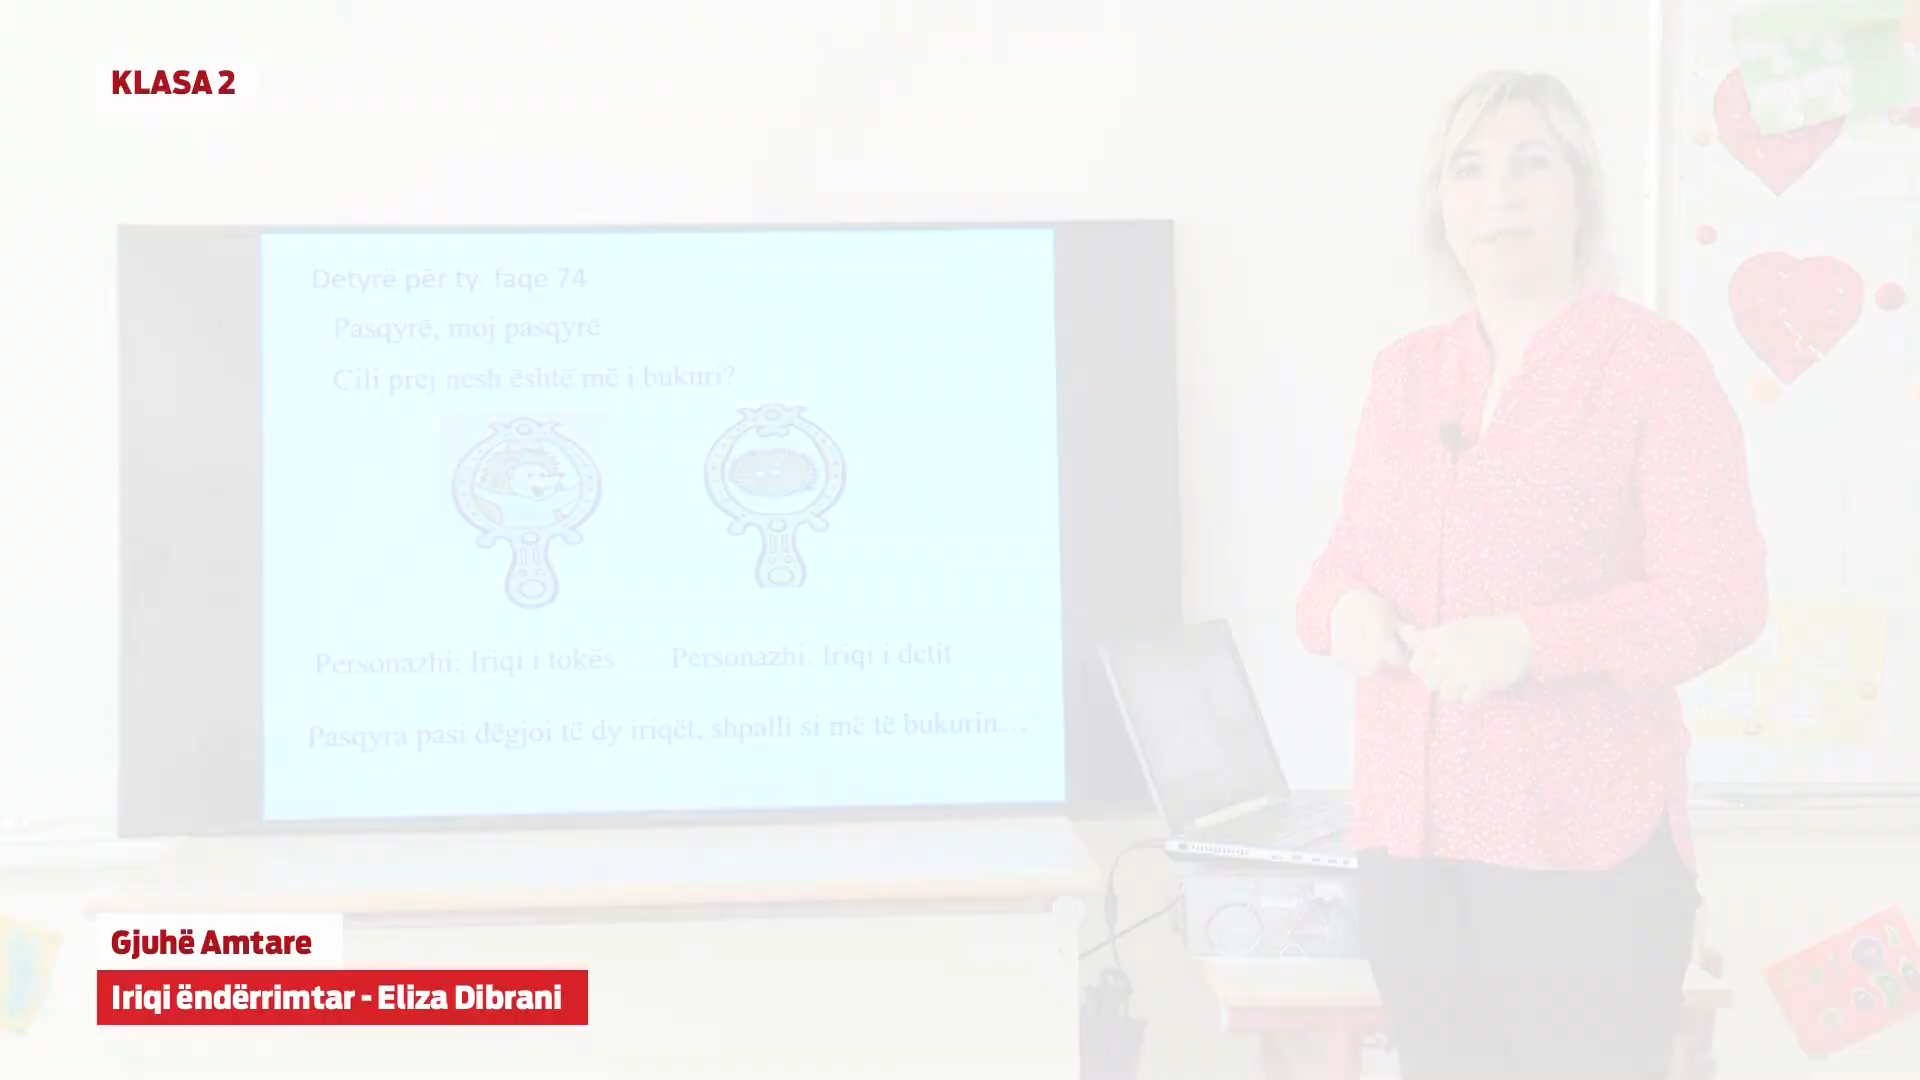 KLASA 2
Detyrë për ty faqe 74
Pasqyrë, moj pasqyrë
Cili prej nesh është më i bukuri?
Personazhi: Iriqi i tokës
Personazhi: Iriqi i detit
Pasqyra pasi dëgjoi të dy iriqët, shpalli si më të bukurin...
Gjuhë Amtare
Iriqi ëndërrimtar - Eliza Dibrani